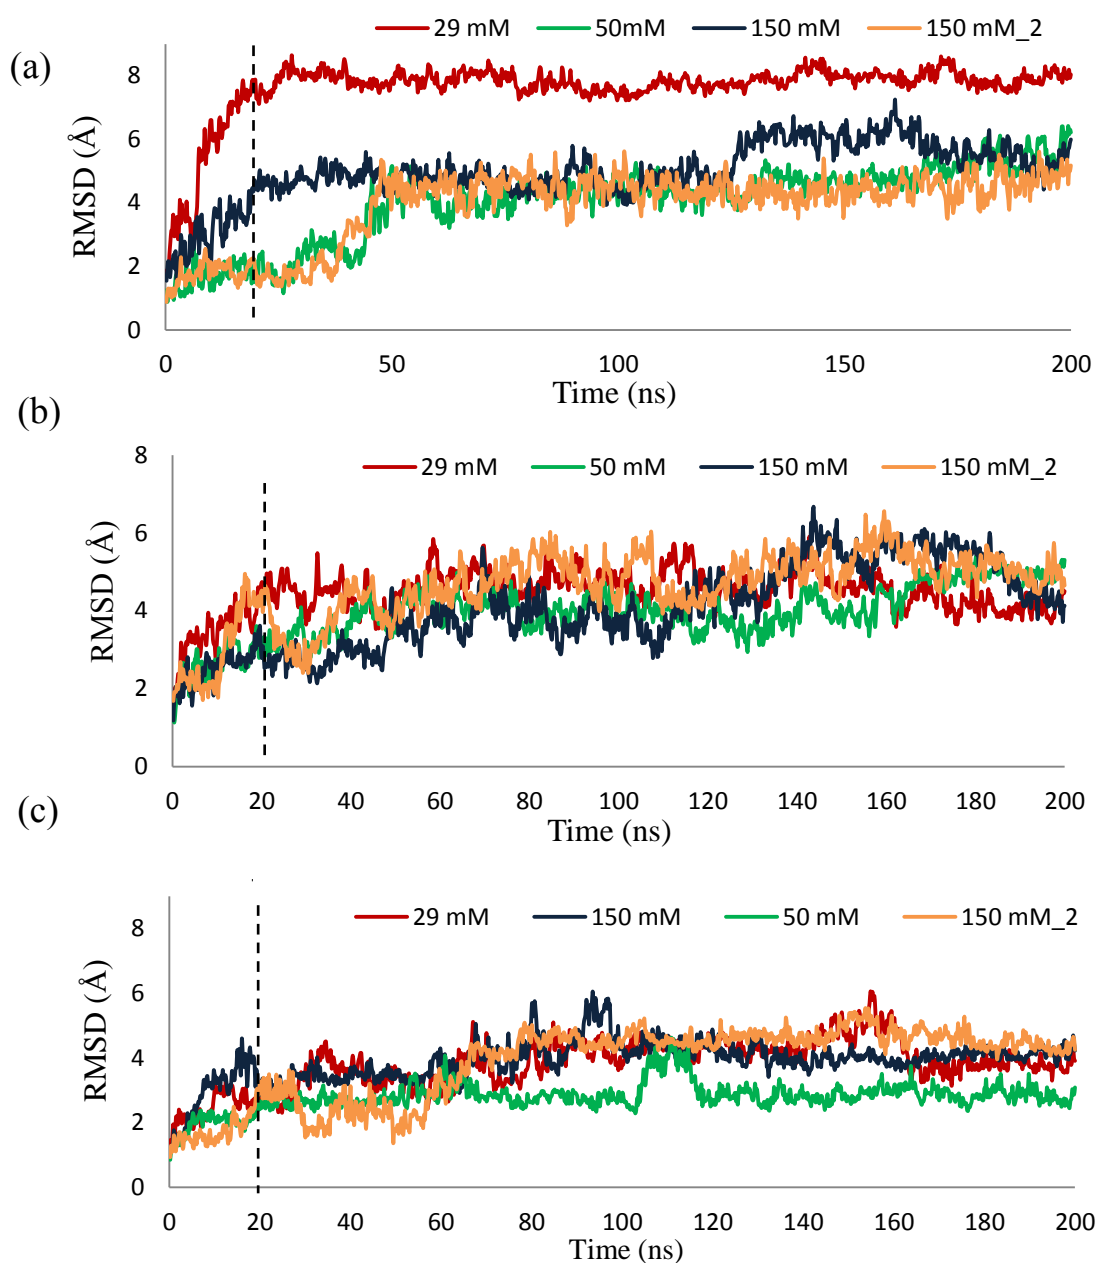 29 mM 50mM 150 mM 150 mM_2
(a)
8
6
4
2
0
RMSD (Å)
0 50 100 150 200
Time (ns)
(b)
8
29 mM 50 mM 150 mM 150 mM_2
6
4
2
0
RMSD (Å)
0 20 40 60 80 100 120 140 160 180 200
Time (ns)
(c)
29 mM 150 mM 50 mM 150 mM_2
8
6
4
2
0
RMSD (Å)
0 20 40 60 80 100 120 140 160 180 200
Time (ns)